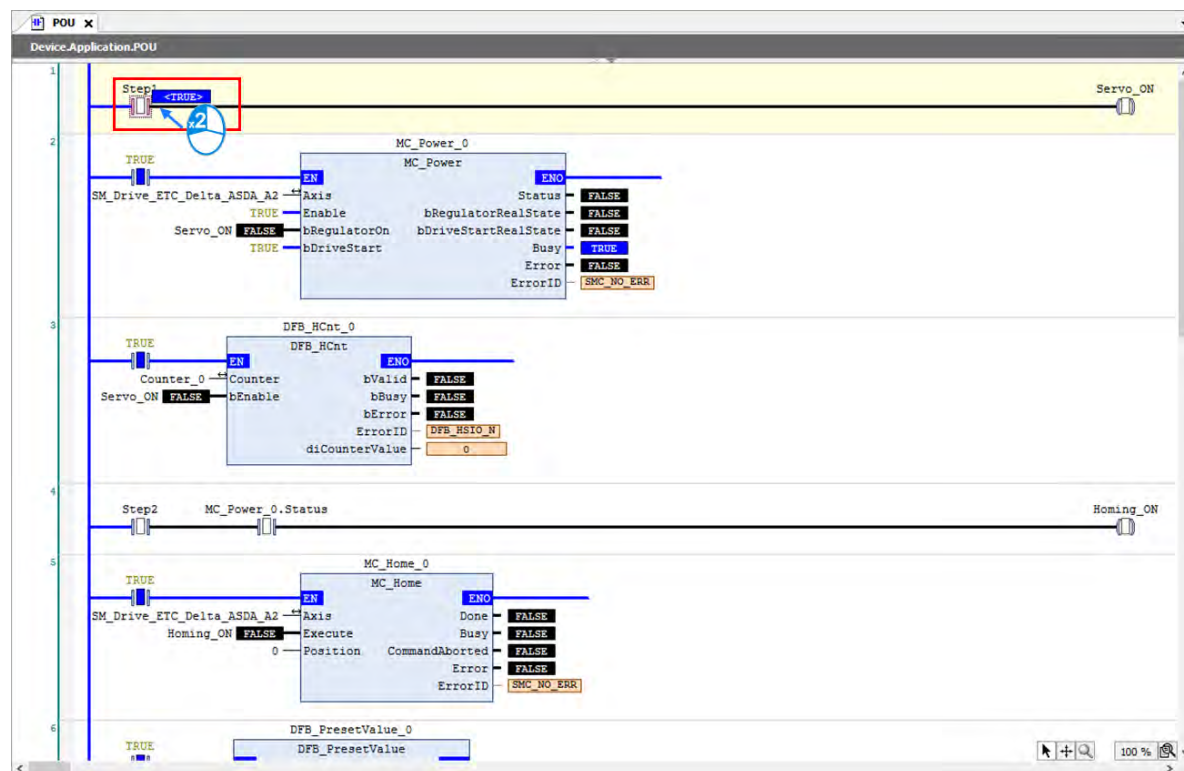 POU
Device.Application.POU
1
Step1
<TRUE>
x2
Servo_ON
2
MC_Power_0
TRUE
MC_Power
EN
ENO
SM_Drive_ETC_Delta_ASDA_A2
Axis
Status
FALSE
TRUE
Enable
bRegulatorRealState
FALSE
Servo_ON
FALSE
bRegulatorOn
bDriveStartRealState
FALSE
TRUE
bDriveStart
Busy
TRUE
Error
FALSE
ErrorID
SMC_NO_ERR
3
DFB_HCnt_0
TRUE
DFB_HCnt
EN
ENO
Counter_0
Counter
bValid
FALSE
Servo_ON
FALSE
bEnable
bBusy
FALSE
bError
FALSE
ErrorID
DFB_HSIO_N
diCounterValue
0
4
Step2
MC_Power_0.Status
Homing_ON
5
MC_Home_0
TRUE
MC_Home
EN
ENO
SM_Drive_ETC_Delta_ASDA_A2
Axis
Done
FALSE
Homing_ON
FALSE
Execute
Busy
FALSE
0
Position
CommandAborted
FALSE
Error
FALSE
ErrorID
SMC_NO_ERR
6
DFB_PresetValue_0
TRUE
DFB_PresetValue
100 %